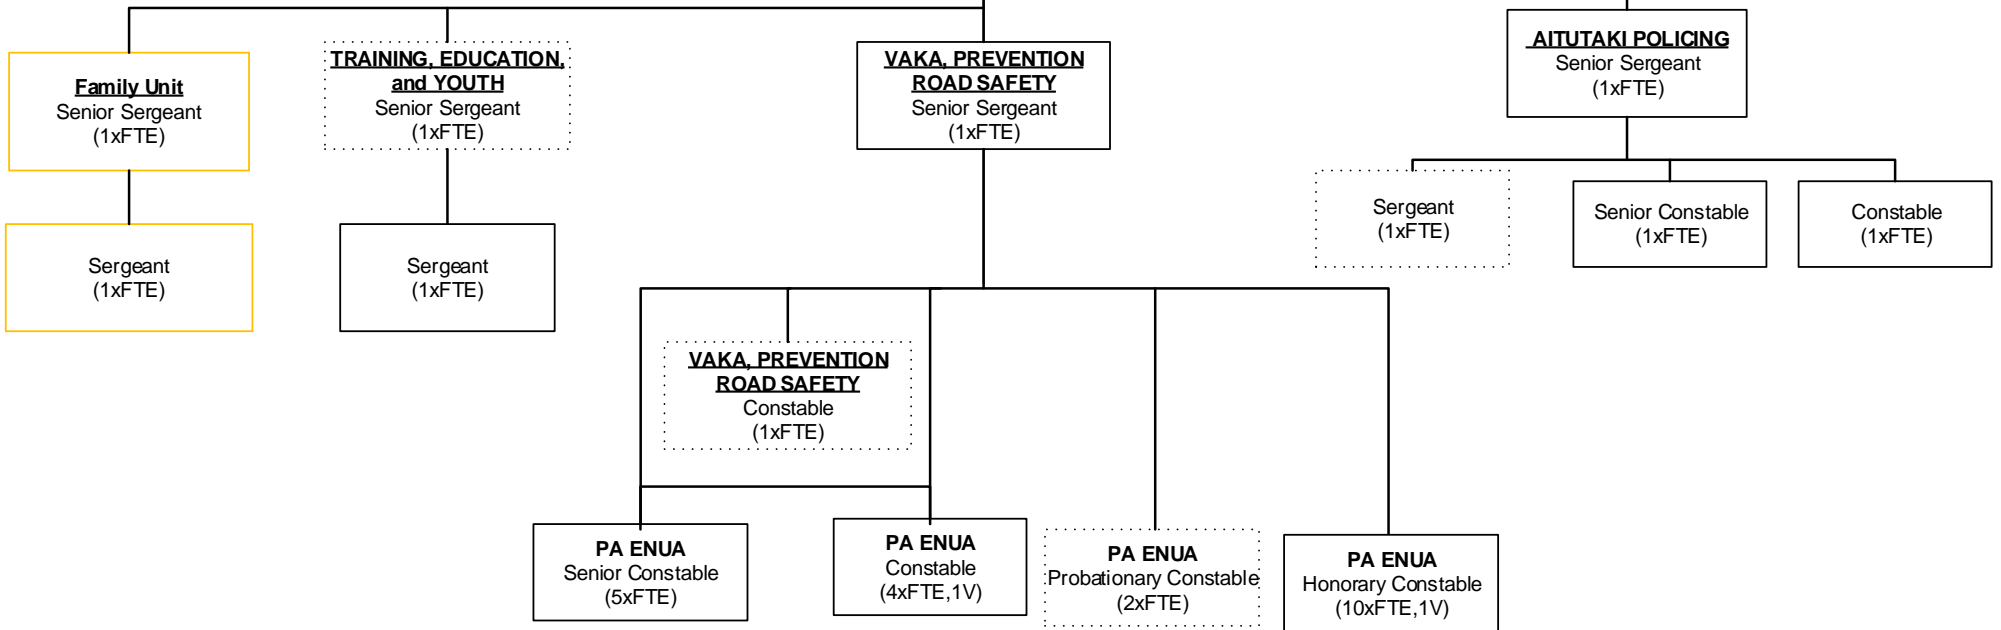 Family Unit
Senior Sergeant
(1xFTE)
TRAINING, EDUCATION,
and YOUTH
Senior Sergeant
(1xFTE)
VAKA, PREVENTION
ROAD SAFETY
Senior Sergeant
(1xFTE)
AITUTAKI POLICING
Senior Sergeant
(1xFTE)
Sergeant
(1xFTE)
Sergeant
(1xFTE)
Sergeant
(1xFTE)
Senior Constable
(1xFTE)
Constable
(1xFTE)
VAKA, PREVENTION
ROAD SAFETY
Constable
(1xFTE)
PA ENUA
Senior Constable
(5xFTE)
PA ENUA
Constable
(4xFTE,1V)
PA ENUA
Probationary Constable
(2xFTE)
PA ENUA
Honorary Constable
(10xFTE,1V)